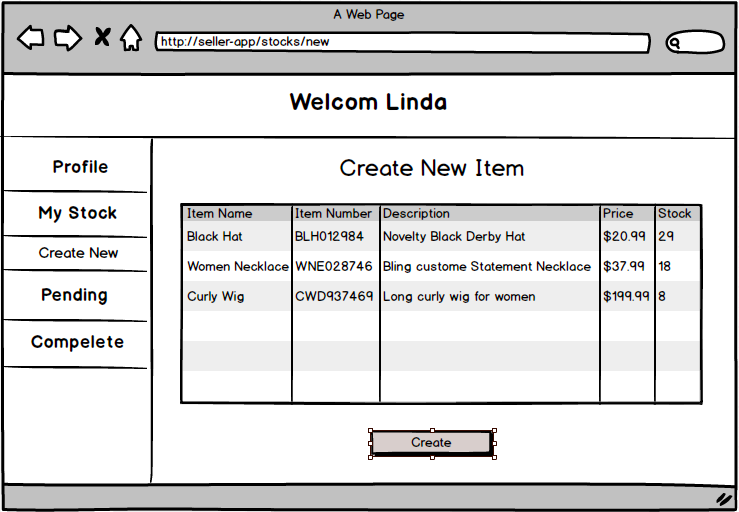 A Web Page
http://seller-app/stocks/new
Welcom Linda
Profile
My Stock
Create New
Pending
Compelete
Create New Item
Item Name Item Number Description Price Stock
Black Hat BLH012984 Novelty Black Derby Hat $20.99 29
Women Necklace WNE028746 Bling custome Statement Necklace $37.99 18
Curly Wig CWD937469 Long curly wig for women $199.99 8
Create